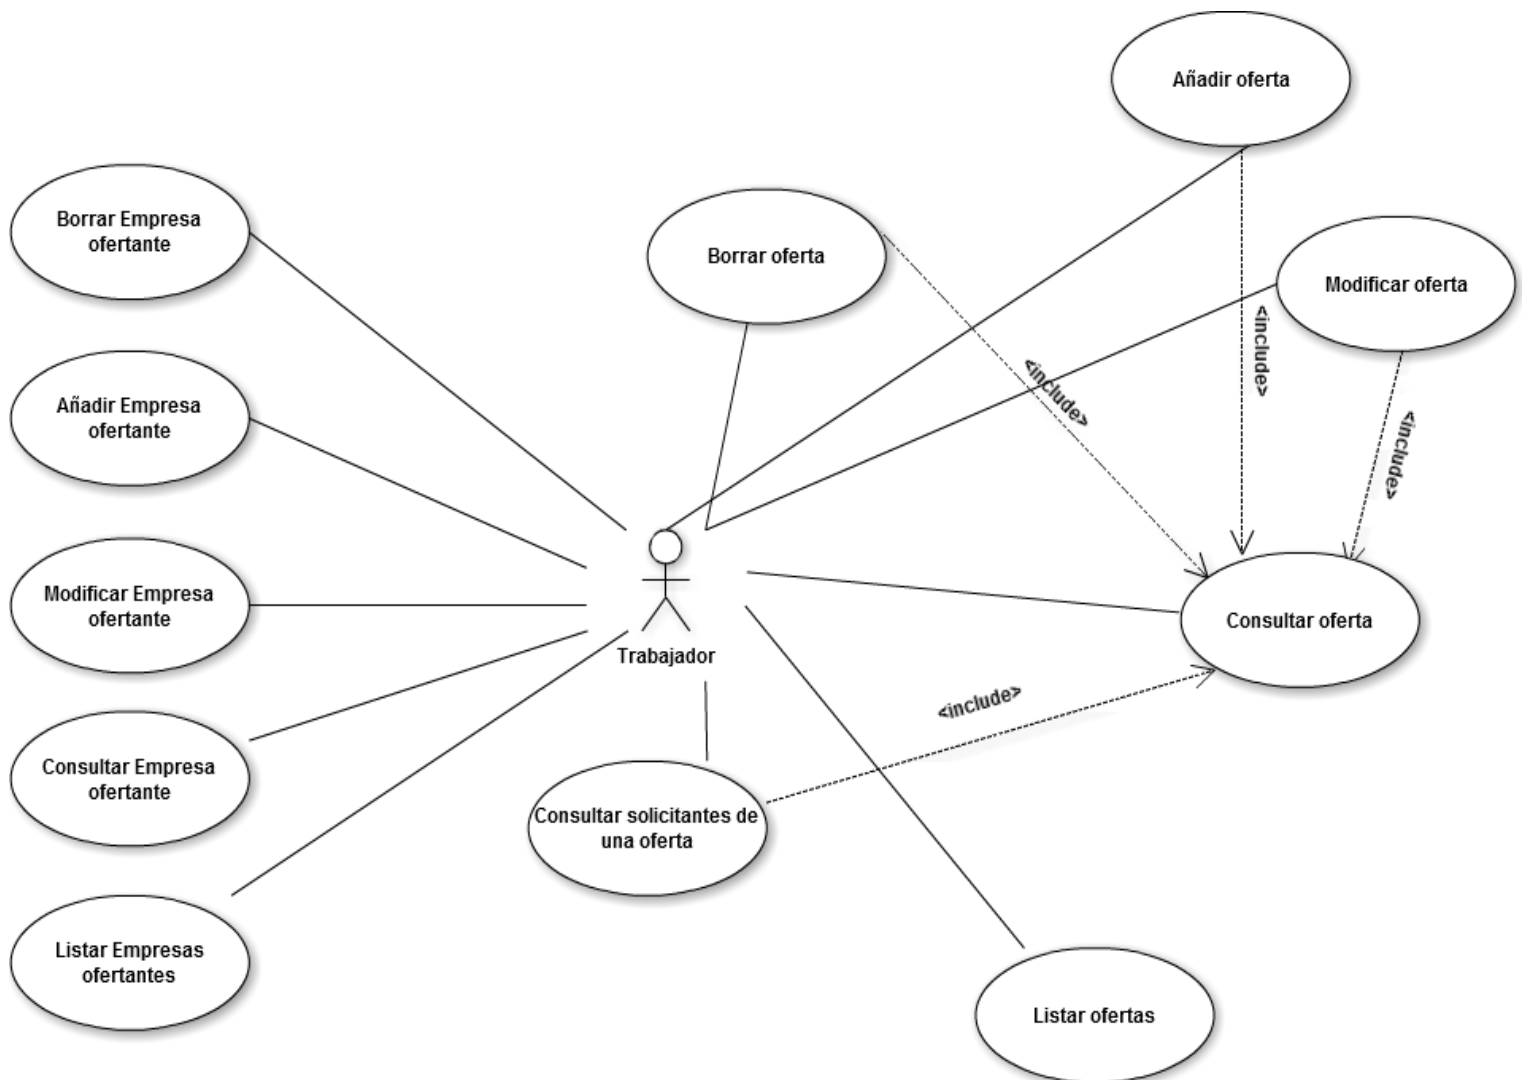 Añadir oferta
Borrar Empresa
ofertante
Borrar oferta
Modificar oferta
<include>
<include>
<include>
Añadir Empresa
ofertante
Modificar Empresa
ofertante
Trabajador
Consultar oferta
<include>
Consultar Empresa
ofertante
Consultar solicitantes de
una oferta
Listar Empresas
ofertantes
Listar ofertas